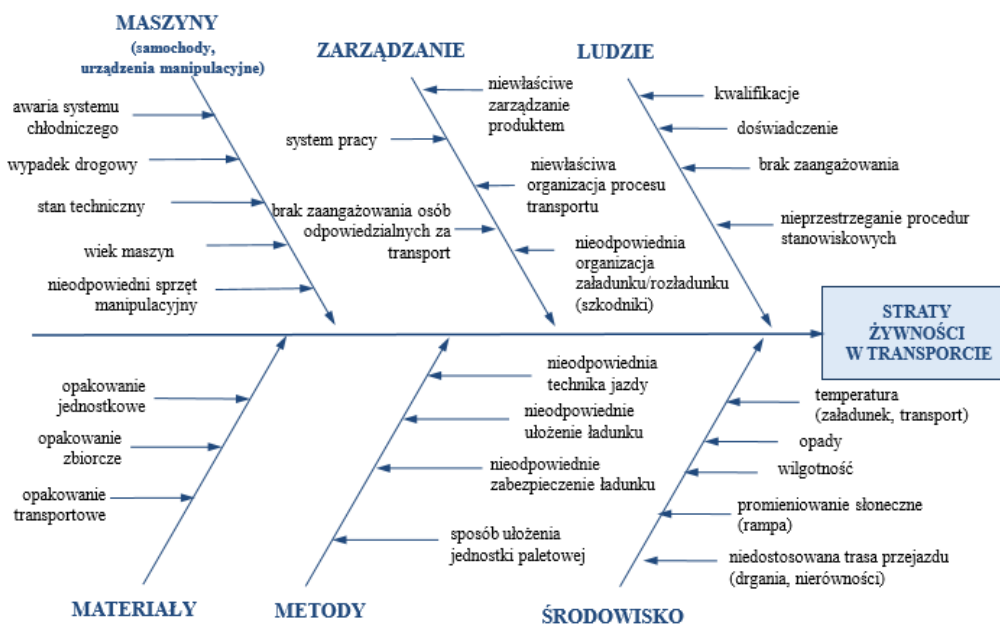 MASZYNY
(samochody,
urządzenia manipulacyjne)
awaria systemu
chłodniczego
wypadek drogowy
stan techniczny
wiek maszyn
nieodpowiedni sprzęt
manipulacyjny
ZARZĄDZANIE
niewłaściwe
zarządzanie
produktem
system pracy
niewłaściwa
organizacja procesu
transportu
brak zaangażowania osób
odpowiedzialnych za
transport
nieodpowiednia
organizacja
załadunku/rozładunku
(szkodniki)
LUDZIE
kwalifikacje
doświadczenie
brak zaangażowania
nieprzestrzeganie procedur
stanowiskowych
STRATY
ŻYWNOŚCI
W TRANSPORCIE
opakowanie
jednostkowe
opakowanie
zbiorcze
opakowanie
transportowe
MATERIAŁY
nieodpowiednia
technika jazdy
nieodpowiednie
ułożenie ładunku
nieodpowiednie
zabezpieczenie ładunku
sposób ułożenia
jednostki paletowej
METODY
temperatura
(załadunek, transport)
opady
wilgotność
promieniowanie słoneczne
(rampa)
niedostosowana trasa przejazdu
(drgania, nierówności)
ŚRODOWISKO